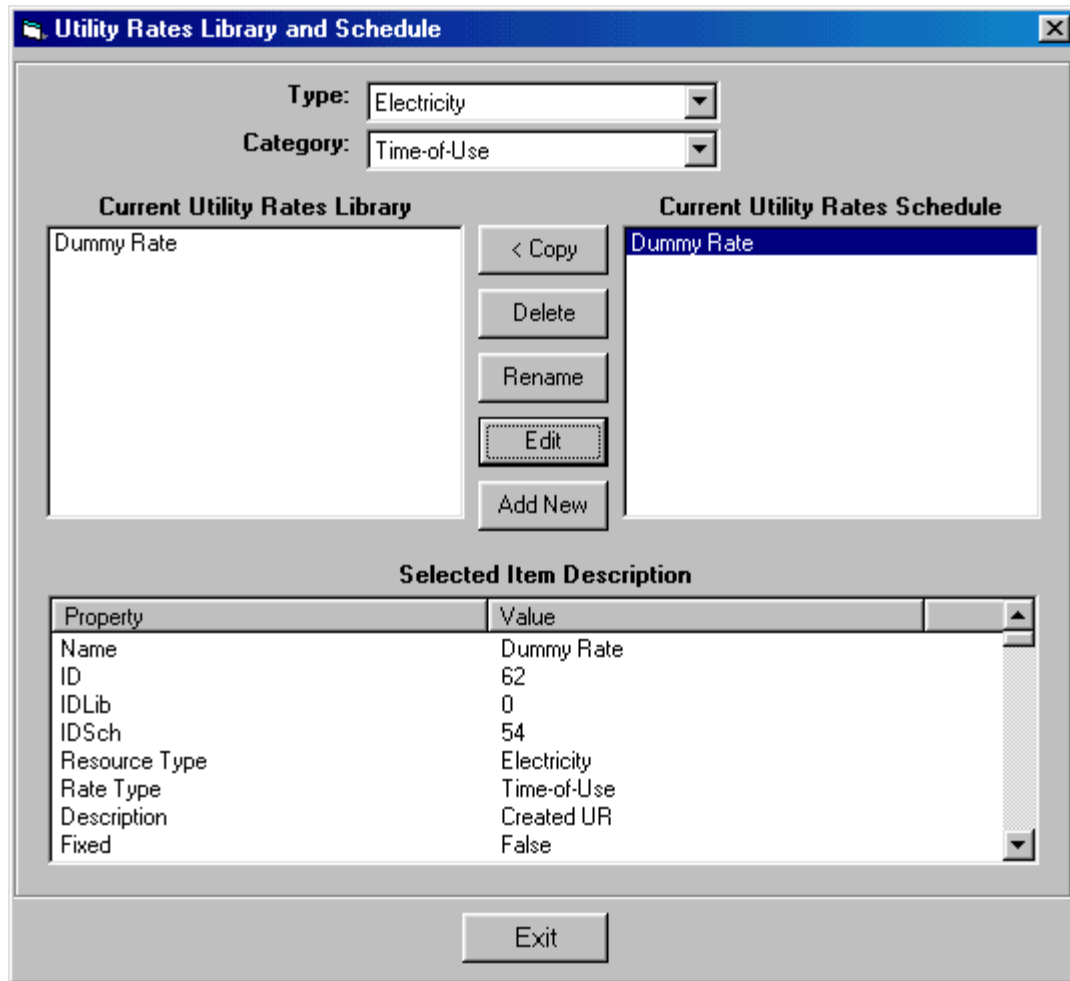 Utility Rates Library and Schedule
Type: Electricity
Category: Time-of-Use
Current Utility Rates Library
Dummy Rate
< Copy
Delete
Rename
Edit
Add New
Current Utility Rates Schedule
Dummy Rate
Selected Item Description
Property Value
Name Dummy Rate
ID 62
IDLib 0
IDSch 54
Resource Type Electricity
Rate Type Time-of-Use
Description Created UR
Fixed False
Exit